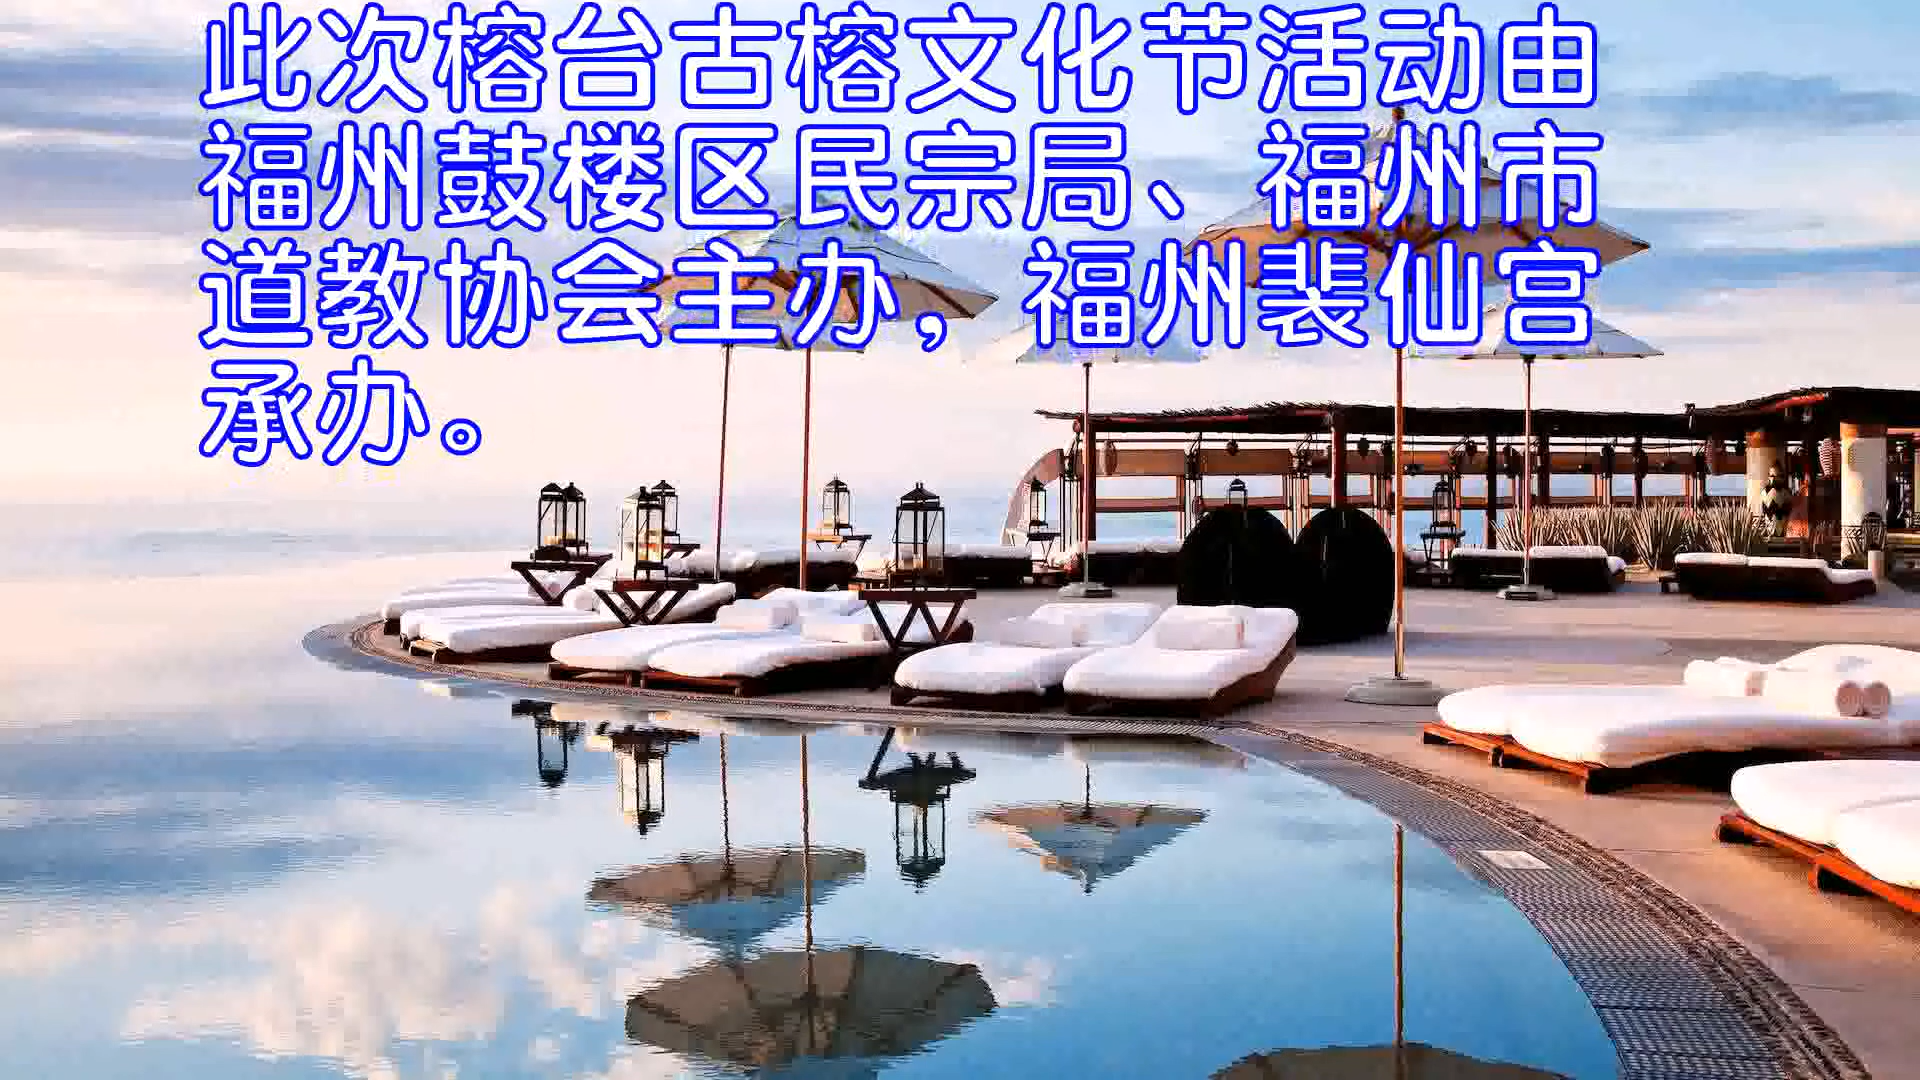 此次榕台古榕文化节活动由
福州鼓楼区民宗局、福州市
道教协会主办，福州裴仙宫
承办。